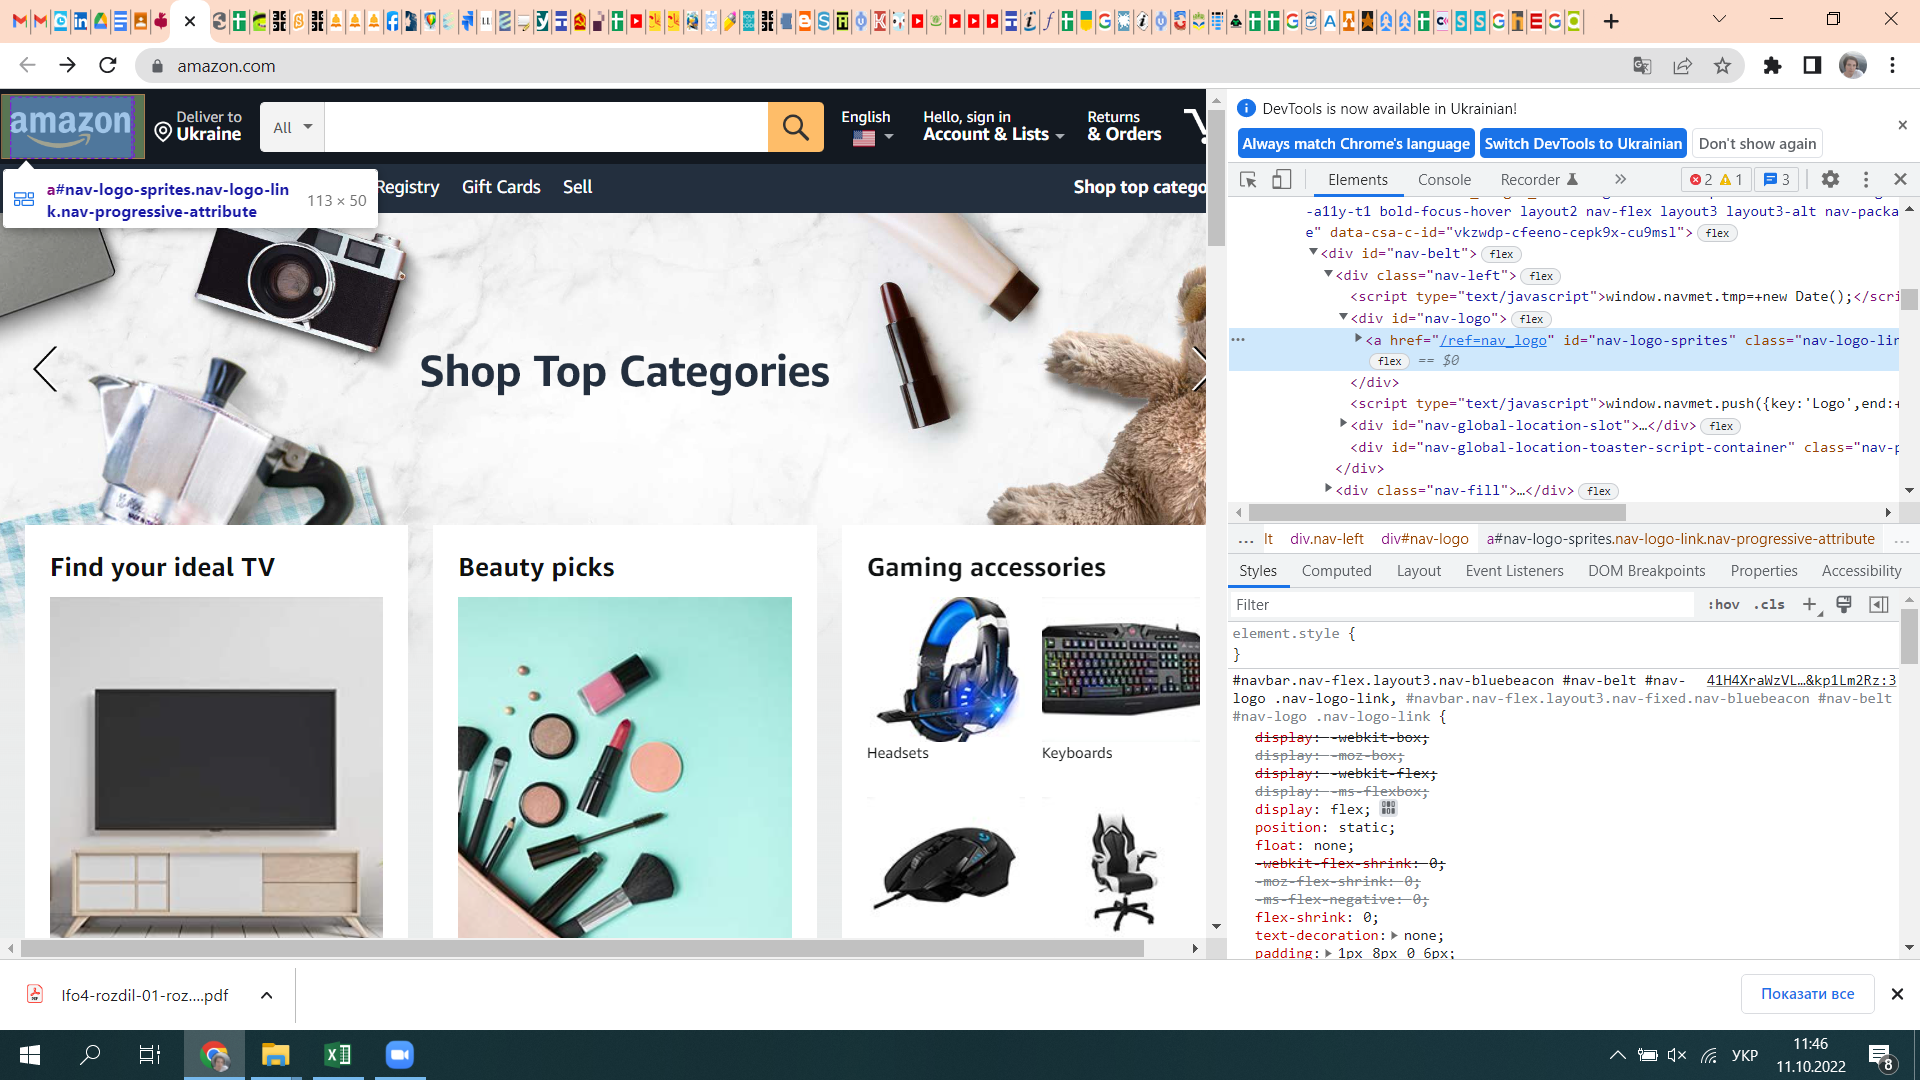 amazon.com
amazon
Deliver to
Ukraine
All
English
Hello, sign in
Account & Lists
Returns
& Orders
a#nav-logo-sprites.nav-logo-lin
k.nav-progressive-attribute
113 × 50
Registry
Gift Cards
Sell
Shop top catego
Shop Top Categories
Find your ideal TV
Beauty picks
Gaming accessories
Headsets
Keyboards
DevTools is now available in Ukrainian!
Always match Chrome's language
Switch DevTools to Ukrainian
Don't show again
Elements
Console
Recorder
2
1
3
-a11y-t1 bold-focus-hover layout2 nav-flex layout3 layout3-alt nav-packa
e" data-csa-c-id="vkzwdp-cfeeno-cepk9x-cu9msl"> flex
<div id="nav-belt"> flex
<div class="nav-left"> flex
<script type="text/javascript">window.navmet.tmp=+new Date();</scri
<div id="nav-logo"> flex
<a href="/ref=nav_logo" id="nav-logo-sprites" class="nav-logo-lin
flex == $0
</div>
<script type="text/javascript">window.navmet.push({key:'Logo',end:+
<div id="nav-global-location-slot">…</div> flex
<div id="nav-global-location-toaster-script-container" class="nav-p
</div>
<div class="nav-fill">…</div> flex
... lt div.nav-left div#nav-logo a#nav-logo-sprites.nav-logo-link.nav-progressive-attribute ...
Styles
Computed
Layout
Event Listeners
DOM Breakpoints
Properties
Accessibility
Filter
:hov .cls
element.style {
}
#navbar.nav-flex.layout3.nav-bluebeacon #nav-belt #nav- 41H4XraWzVL…&kp1Lm2Rz:3
logo .nav-logo-link, #navbar.nav-flex.layout3.nav-fixed.nav-bluebeacon #nav-belt
#nav-logo .nav-logo-link {
display: -webkit-box;
display: -moz-box;
display: -webkit-flex;
display: -ms-flexbox;
display: flex;
position: static;
float: none;
-webkit-flex-shrink: 0;
-moz-flex-shrink: 0;
-ms-flex-negative: 0;
flex-shrink: 0;
text-decoration: none;
padding: 1px 8px 0 6px;
Ifo4-rozdil-01-roz....pdf
Показати все
УКР
11:46
11.10.2022
8